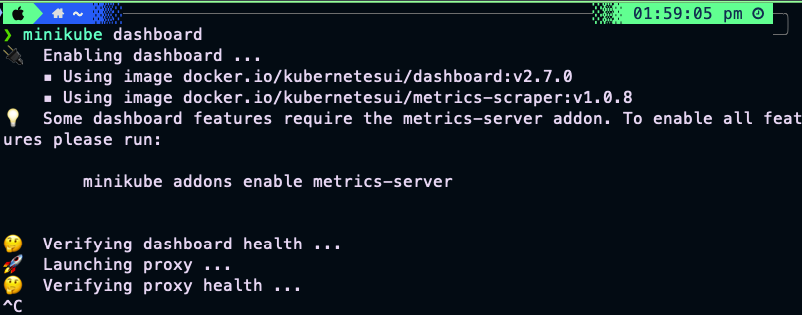 ~ 01:59:05 pm
❯ minikube dashboard
🔌 Enabling dashboard ...
▪ Using image docker.io/kubernetesui/dashboard:v2.7.0
▪ Using image docker.io/kubernetesui/metrics-scraper:v1.0.8
💡 Some dashboard features require the metrics-server addon. To enable all feat
ures please run:
minikube addons enable metrics-server
🤔 Verifying dashboard health ...
🚀 Launching proxy ...
🤔 Verifying proxy health ...
^C